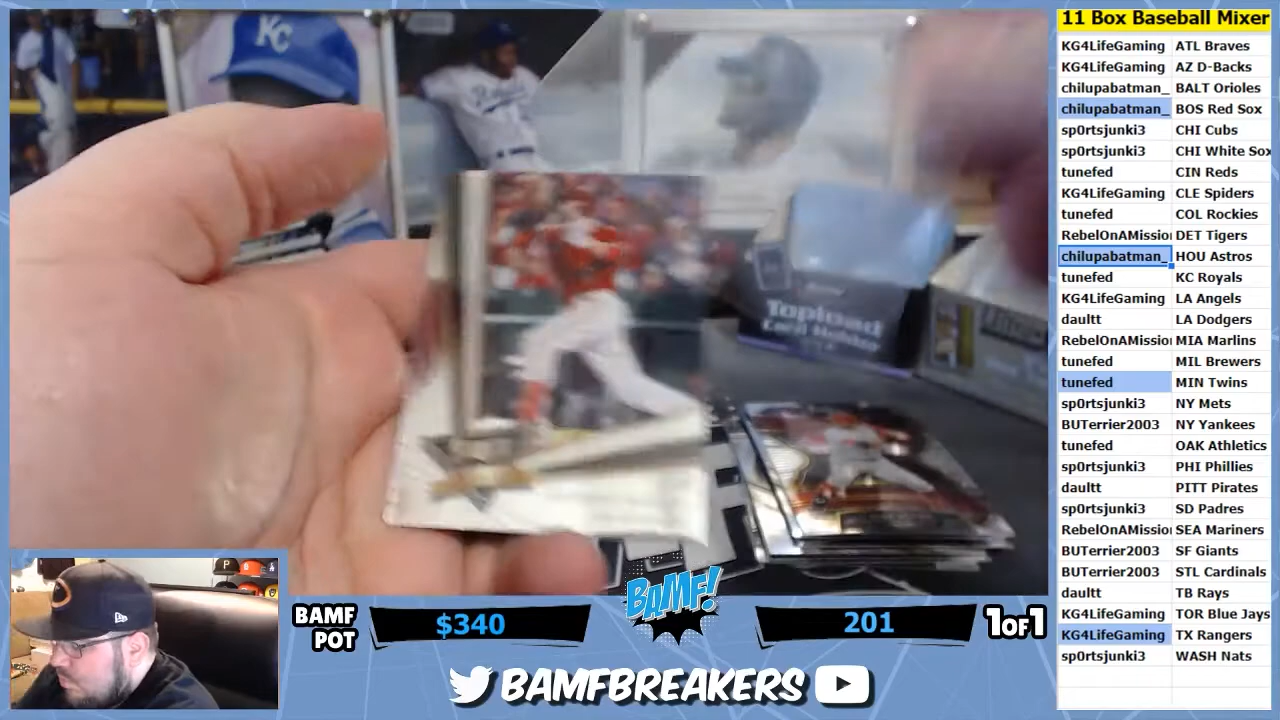 11 Box Baseball Mixer
KG4LifeGaming ATL Braves
KG4LifeGaming AZ D-Backs
chilupabatman_ BALT Orioles
chilupabatman_ BOS Red Sox
sp0rtsjunki3 CHI Cubs
sp0rtsjunki3 CHI White Sox
tunefed CIN Reds
KG4LifeGaming CLE Spiders
tunefed COL Rockies
RebelOnAMissio DET Tigers
chilupabatman_ HOU Astros
tunefed KC Royals
KG4LifeGaming LA Angels
daultt LA Dodgers
RebelOnAMissio MIA Marlins
tunefed MIL Brewers
tunefed MIN Twins
sp0rtsjunki3 NY Mets
BUTerrier2003 NY Yankees
tunefed OAK Athletics
sp0rtsjunki3 PHI Phillies
daultt PITT Pirates
sp0rtsjunki3 SD Padres
RebelOnAMissio SEA Mariners
BUTerrier2003 SF Giants
BUTerrier2003 STL Cardinals
daultt TB Rays
KG4LifeGaming TOR Blue Jays
KG4LifeGaming TX Rangers
sp0rtsjunki3 WASH Nats
KC
Topload
Card Holder
BAMF!
BAMF POT
$340
201
1OF1
BAMFBREAKERS